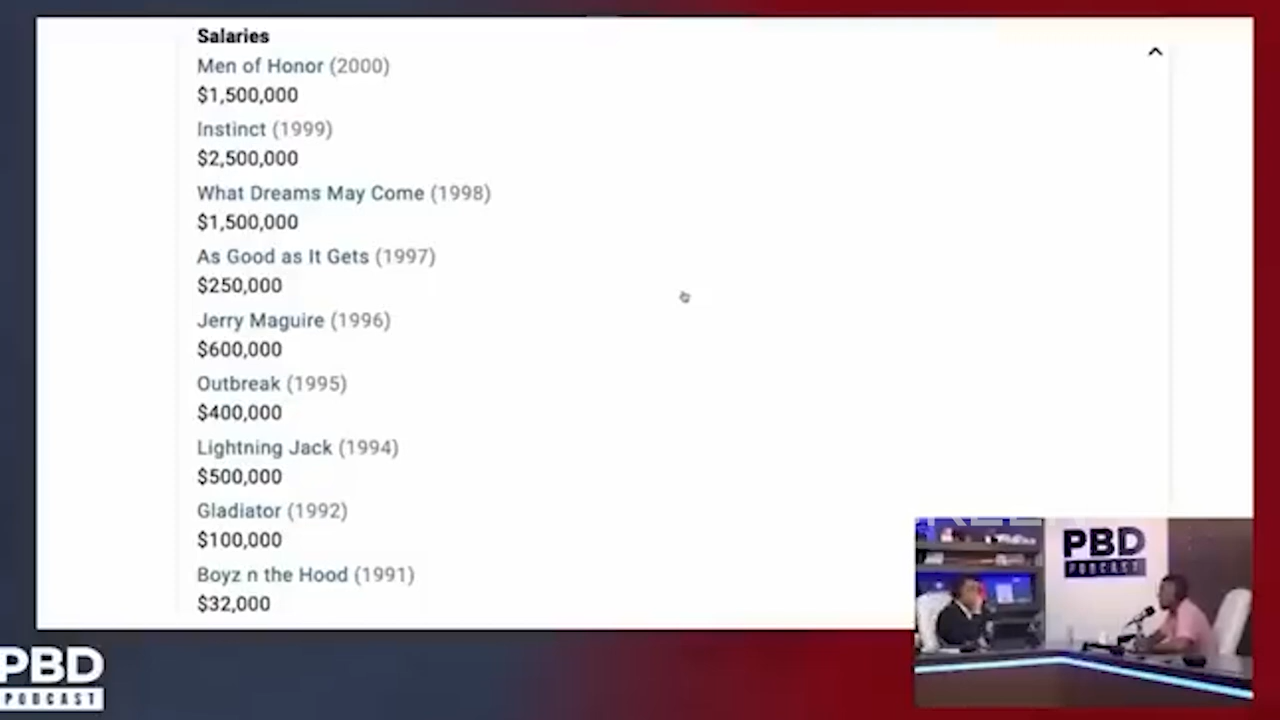 Salaries
Men of Honor (2000)
$1,500,000
Instinct (1999)
$2,500,000
What Dreams May Come (1998)
$1,500,000
As Good as It Gets (1997)
$250,000
Jerry Maguire (1996)
$600,000
Outbreak (1995)
$400,000
Lightning Jack (1994)
$500,000
Gladiator (1992)
$100,000
Boyz n the Hood (1991)
$32,000
PBD
PODCAST
PBD
PODCAST